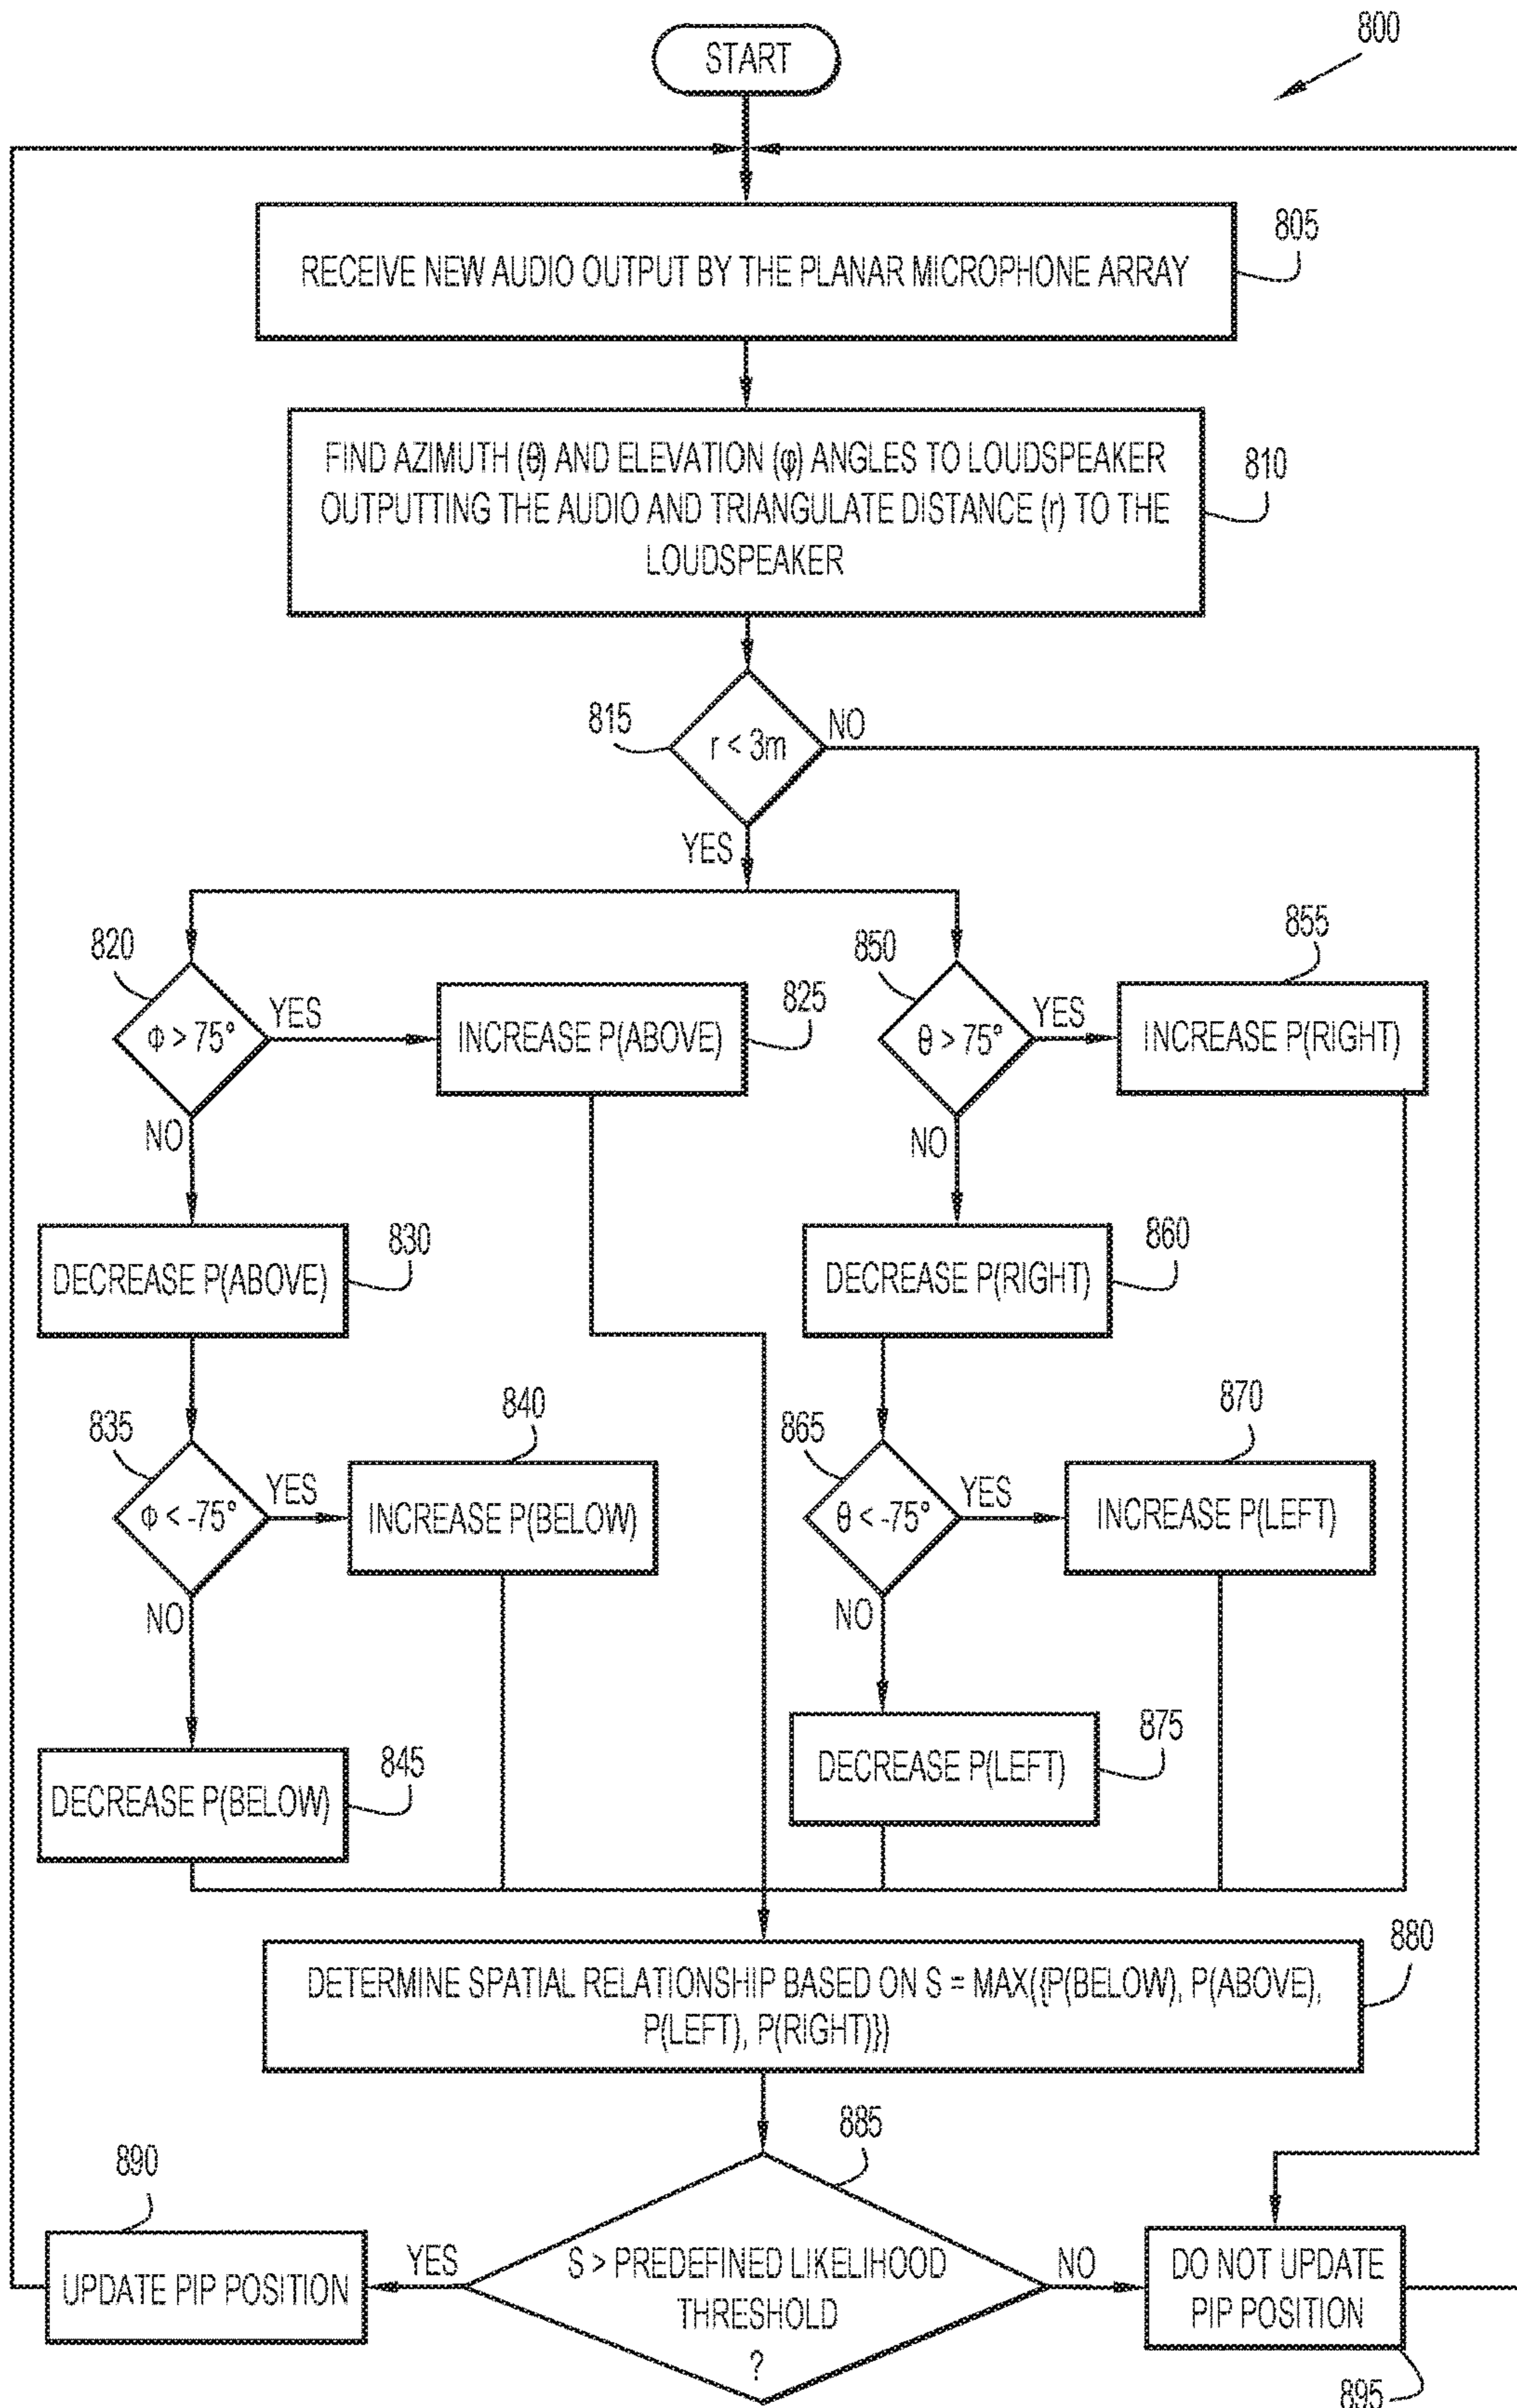 800
START
805
RECEIVE NEW AUDIO OUTPUT BY THE PLANAR MICROPHONE ARRAY
FIND AZIMUTH (θ) AND ELEVATION (φ) ANGLES TO LOUDSPEAKER
OUTPUTTING THE AUDIO AND TRIANGULATE DISTANCE (r) TO THE
LOUDSPEAKER
810
815
r < 3m
NO
YES
820
Φ > 75°
YES
INCREASE P(ABOVE)
825
NO
850
θ > 75°
YES
855
INCREASE P(RIGHT)
NO
DECREASE P(ABOVE)
830
DECREASE P(RIGHT)
860
835
Φ < -75°
YES
840
INCREASE P(BELOW)
NO
865
θ < -75°
YES
870
INCREASE P(LEFT)
NO
DECREASE P(BELOW)
845
DECREASE P(LEFT)
875
880
DETERMINE SPATIAL RELATIONSHIP BASED ON S = MAX({P(BELOW), P(ABOVE),
P(LEFT), P(RIGHT)})
885
890
UPDATE PIP POSITION
YES
S > PREDEFINED LIKELIHOOD
THRESHOLD
?
NO
DO NOT UPDATE
PIP POSITION
895